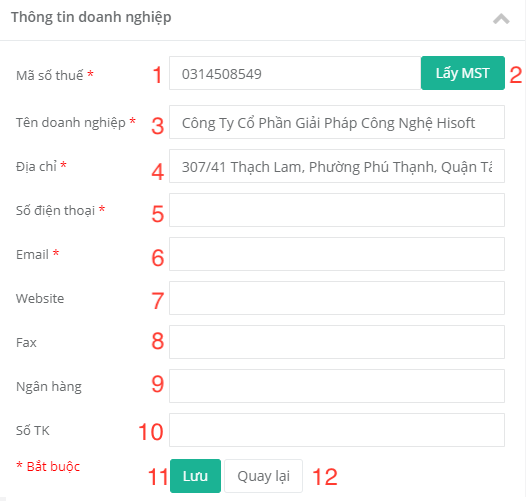 Thông tin doanh nghiệp
Mã số thuế * 1 0314508549 Lấy MST 2
Tên doanh nghiệp * 3 Công Ty Cổ Phần Giải Pháp Công Nghệ Hisoft
Địa chỉ * 4 307/41 Thạch Lam, Phường Phú Thạnh, Quận Tâ
Số điện thoại * 5
Email * 6
Website 7
Fax 8
Ngân hàng 9
Số TK 10
* Bắt buộc 11 Lưu Quay lại 12